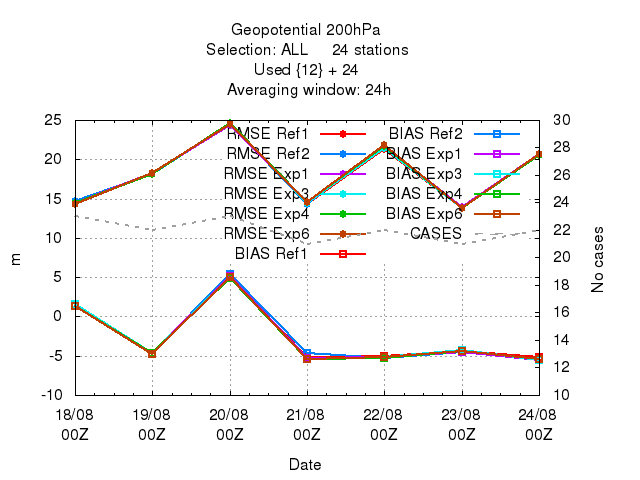 Geopotential 200hPa
Selection: ALL 24 stations
Used {12} + 24
Averaging window: 24h
25
20
15
10
5
0
-5
-10
m
30
28
26
24
22
20
18
16
14
12
10
No cases
RMSE Ref1
RMSE Ref2
RMSE Exp1
RMSE Exp3
RMSE Exp4
RMSE Exp6
BIAS Ref1
BIAS Ref2
BIAS Exp1
BIAS Exp3
BIAS Exp4
BIAS Exp6
CASES
18/08 19/08 20/08 21/08 22/08 23/08 24/08
00Z 00Z 00Z 00Z 00Z 00Z 00Z
Date